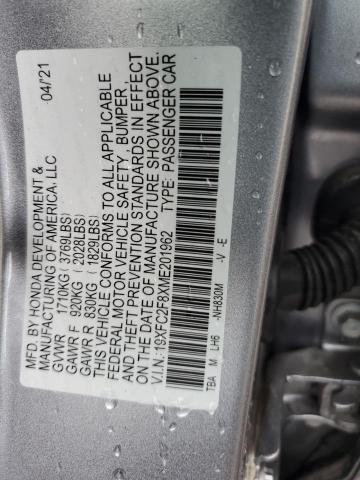 MFD. BY HONDA DEVELOPMENT & 04/21
MANUFACTURING OF AMERICA, LLC
GVWR 1710KG(3769LBS)
GAWR F 920KG (2028LBS)
GAWR R 830KG (1829LBS)
THIS VEHICLE CONFORMS TO ALL APPLICABLE
FEDERAL MOTOR VEHICLE SAFETY, BUMPER,
AND THEFT PREVENTION STANDARDS IN EFFECT
ON THE DATE OF MANUFACTURE SHOWN ABOVE.
V.I.N.: 19XFC2F8XME201962 TYPE: PASSENGER CAR
TBA M LH6 -NH830M -V -E